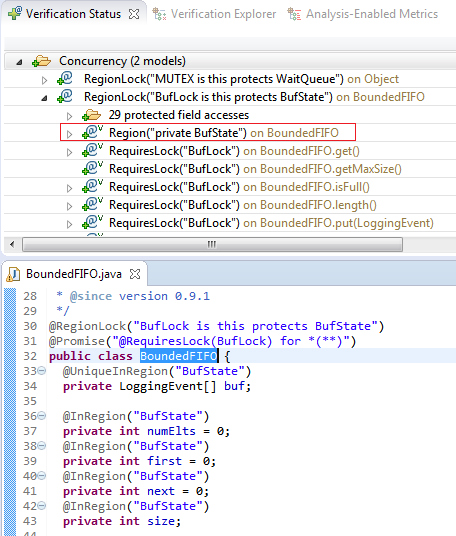 Verification Status Verification Explorer Analysis-Enabled Metrics
Concurrency (2 models)
RegionLock("MUTEX is this protects WaitQueue") on Object
RegionLock("BufLock is this protects BufState") on BoundedFIFO
29 protected field accesses
Region("private BufState") on BoundedFIFO
RequiresLock("BufLock") on BoundedFIFO.get()
RequiresLock("BufLock") on BoundedFIFO.getMaxSize()
RequiresLock("BufLock") on BoundedFIFO.isFull()
RequiresLock("BufLock") on BoundedFIFO.length()
RequiresLock("BufLock") on BoundedFIFO.put(LoggingEvent)
BoundedFIFO.java
28 * @since version 0.9.1
29 */
30 @RegionLock("BufLock is this protects BufState")
31 @Promise("@RequiresLock(BufLock) for *(**)")
32 public class BoundedFIFO {
33 @UniqueInRegion("BufState")
34 private LoggingEvent[] buf;
35
36 @InRegion("BufState")
37 private int numElts = 0;
38 @InRegion("BufState")
39 private int first = 0;
40 @InRegion("BufState")
41 private int next = 0;
42 @InRegion("BufState")
43 private int size;